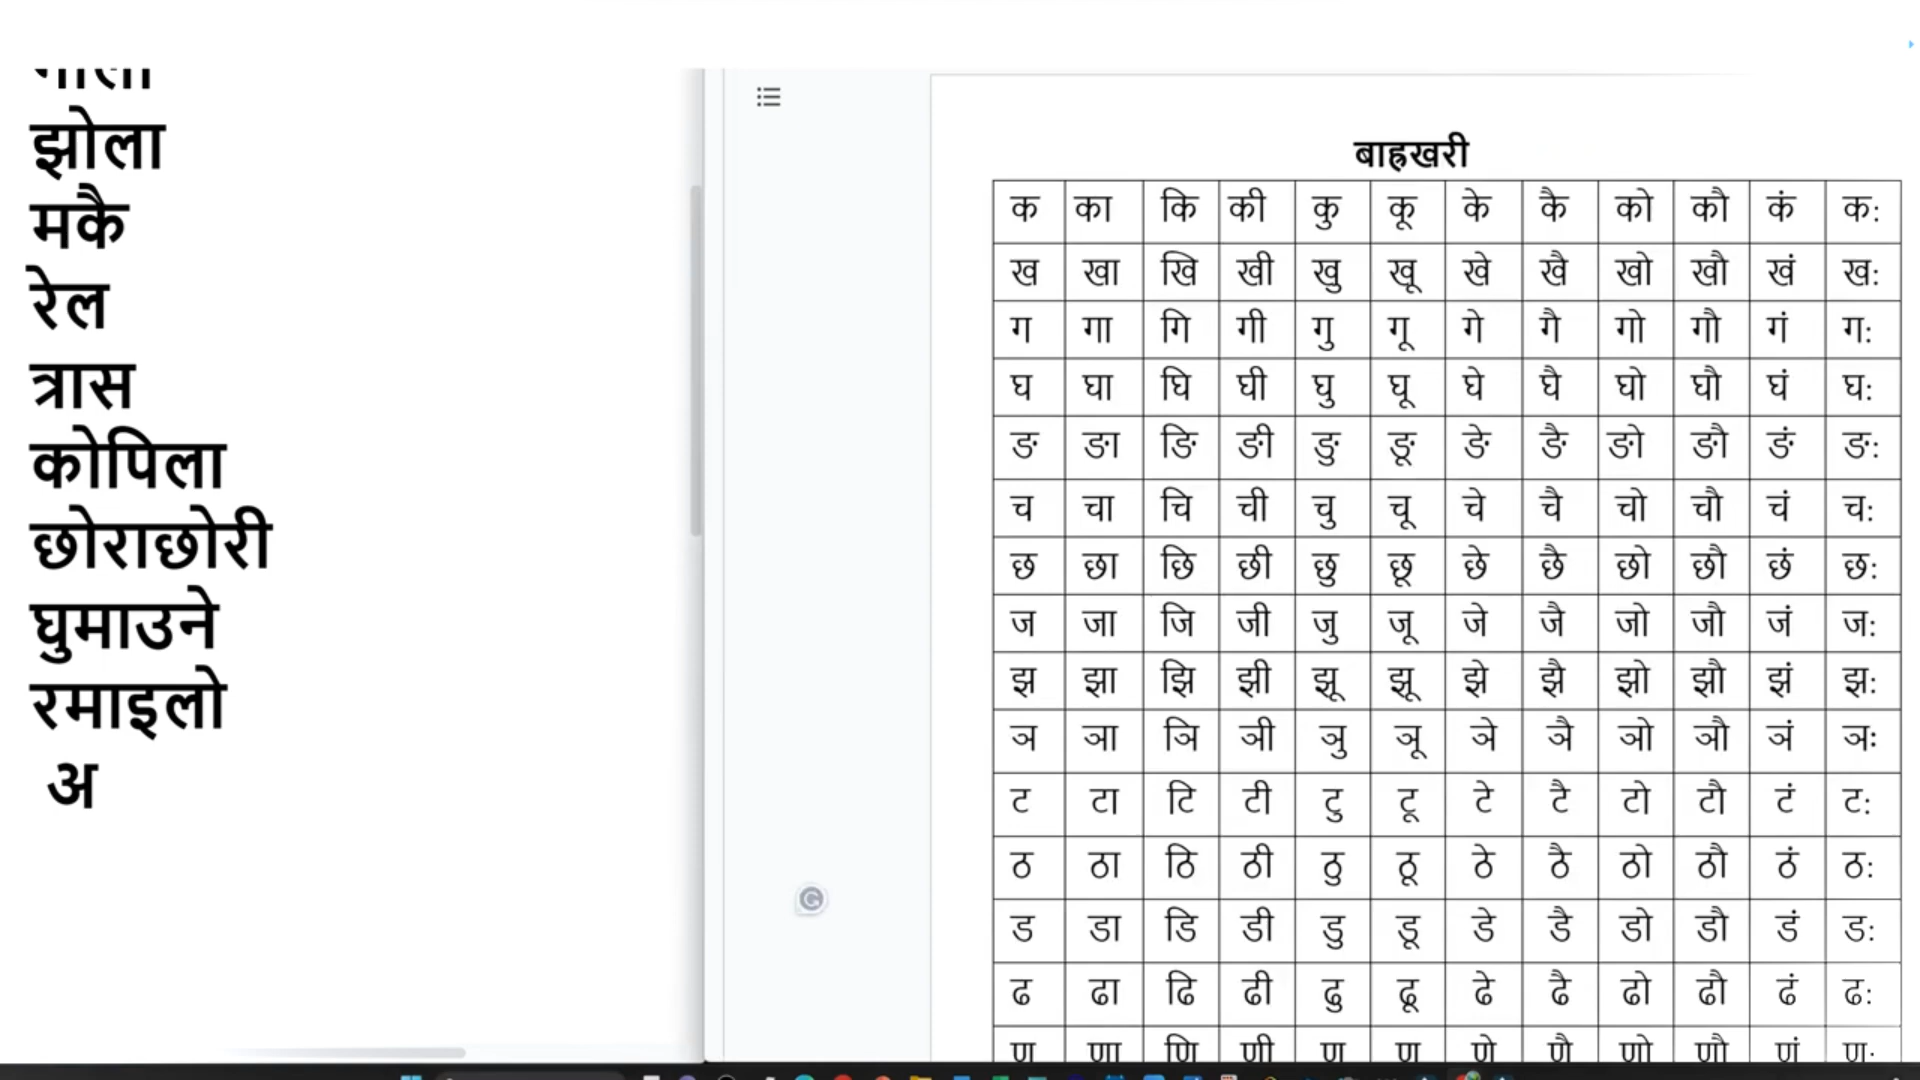 झोला
मकै
रेल
त्रास
कोपिला
छोराछोरी
घुमाउने
रमाइलो
अ
बाह्रखरी
क का कि की कु कू के कै को कौ कं क:
ख खा खि खी खु खू खे खै खो खौ खं ख:
ग गा गि गी गु गू गे गै गो गौ गं ग:
घ घा घि घी घु घू घे घै घो घौ घं घ:
ङ ङा ङि ङी ङु ङू ङे ङै ङो ङौ ङं ङ:
च चा चि ची चु चू चे चै चो चौ चं च:
छ छा छि छी छु छू छे छै छो छौ छं छ:
ज जा जि जी जु जू जे जै जो जौ जं ज:
झ झा झि झी झू झू झे झै झो झौ झं झ:
ञ ञा ञि ञी ञु ञू ञे ञै ञो ञौ ञं ञः
ट टा टि टी टु टू टे टै टो टौ टं ट:
ठ ठा ठि ठी ठु ठू ठे ठै ठो ठौ ठं ठ:
ड डा डि डी डु डू डे डै डो डौ डं ड:
ढ ढा ढि ढी ढु ढू ढे ढै ढो ढौ ढं ढ:
ण णा णि णी ण ण णे णै णो णौ णं ण: